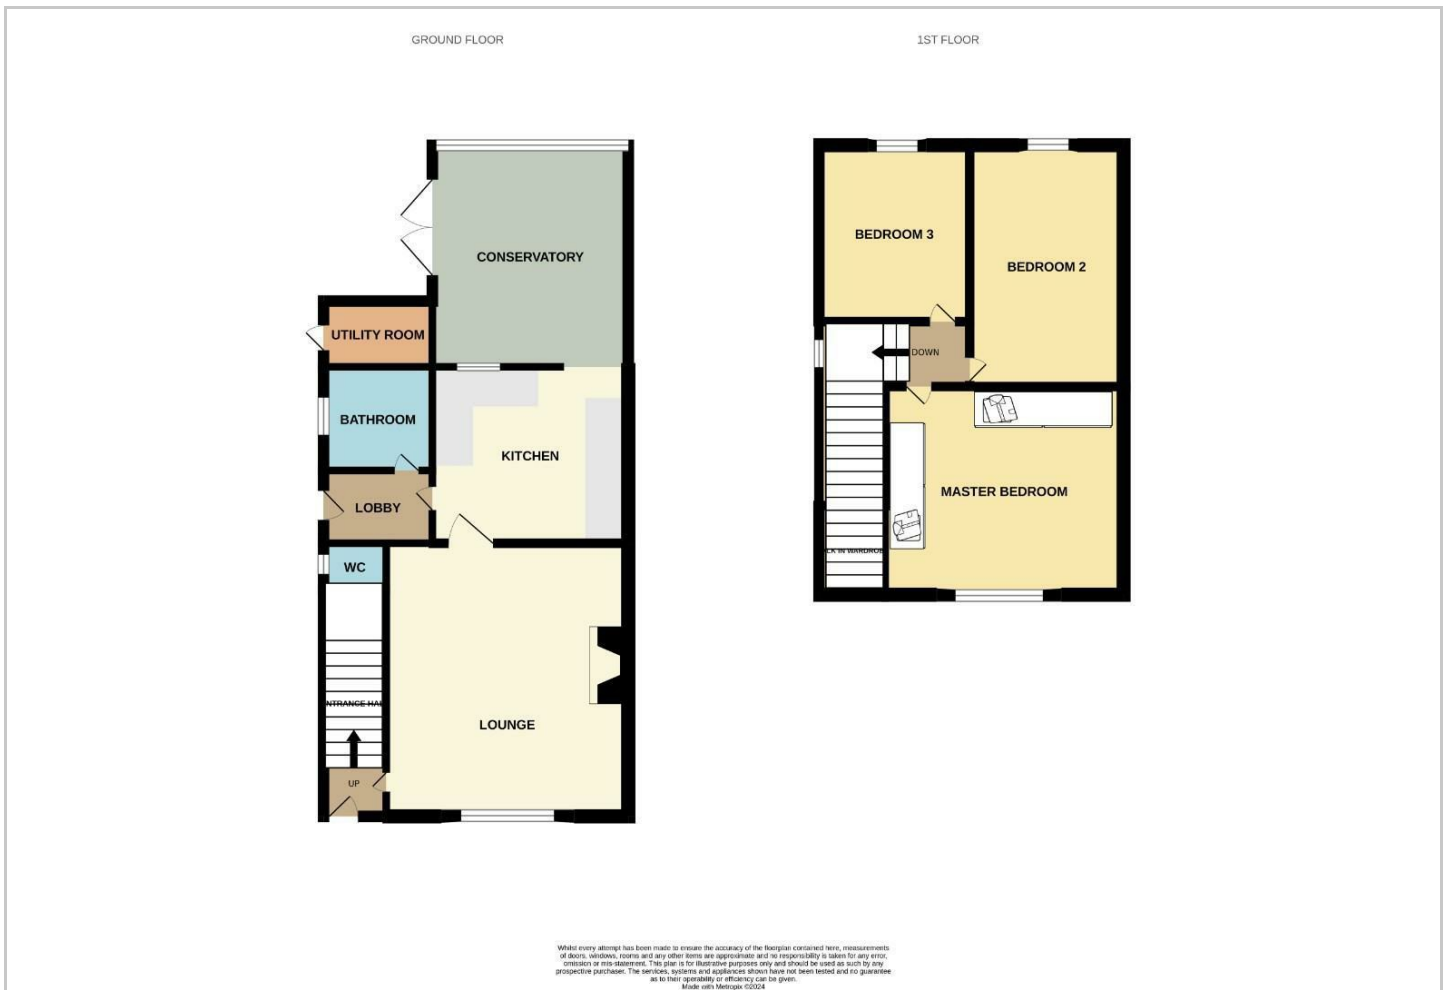 GROUND FLOOR
1ST FLOOR
CONSERVATORY
UTILITY ROOM
BATHROOM
KITCHEN
LOBBY
WC
NTRANCE HA
LOUNGE
UP
BEDROOM 3
BEDROOM 2
DOWN
MASTER BEDROOM
LK IN WARDROB
Whilst every attempt has been made to ensure the accuracy of the floorplan contained here, measurements
of doors, windows, rooms and any other items are approximate and no responsibility is taken for any error,
omission or mis-statement. This plan is for illustrative purposes only and should be used as such by any
prospective purchaser. The services, systems and appliances shown have not been tested and no guarantee
as to their operability or efficiency can be given.
Made with Metropix ©2024